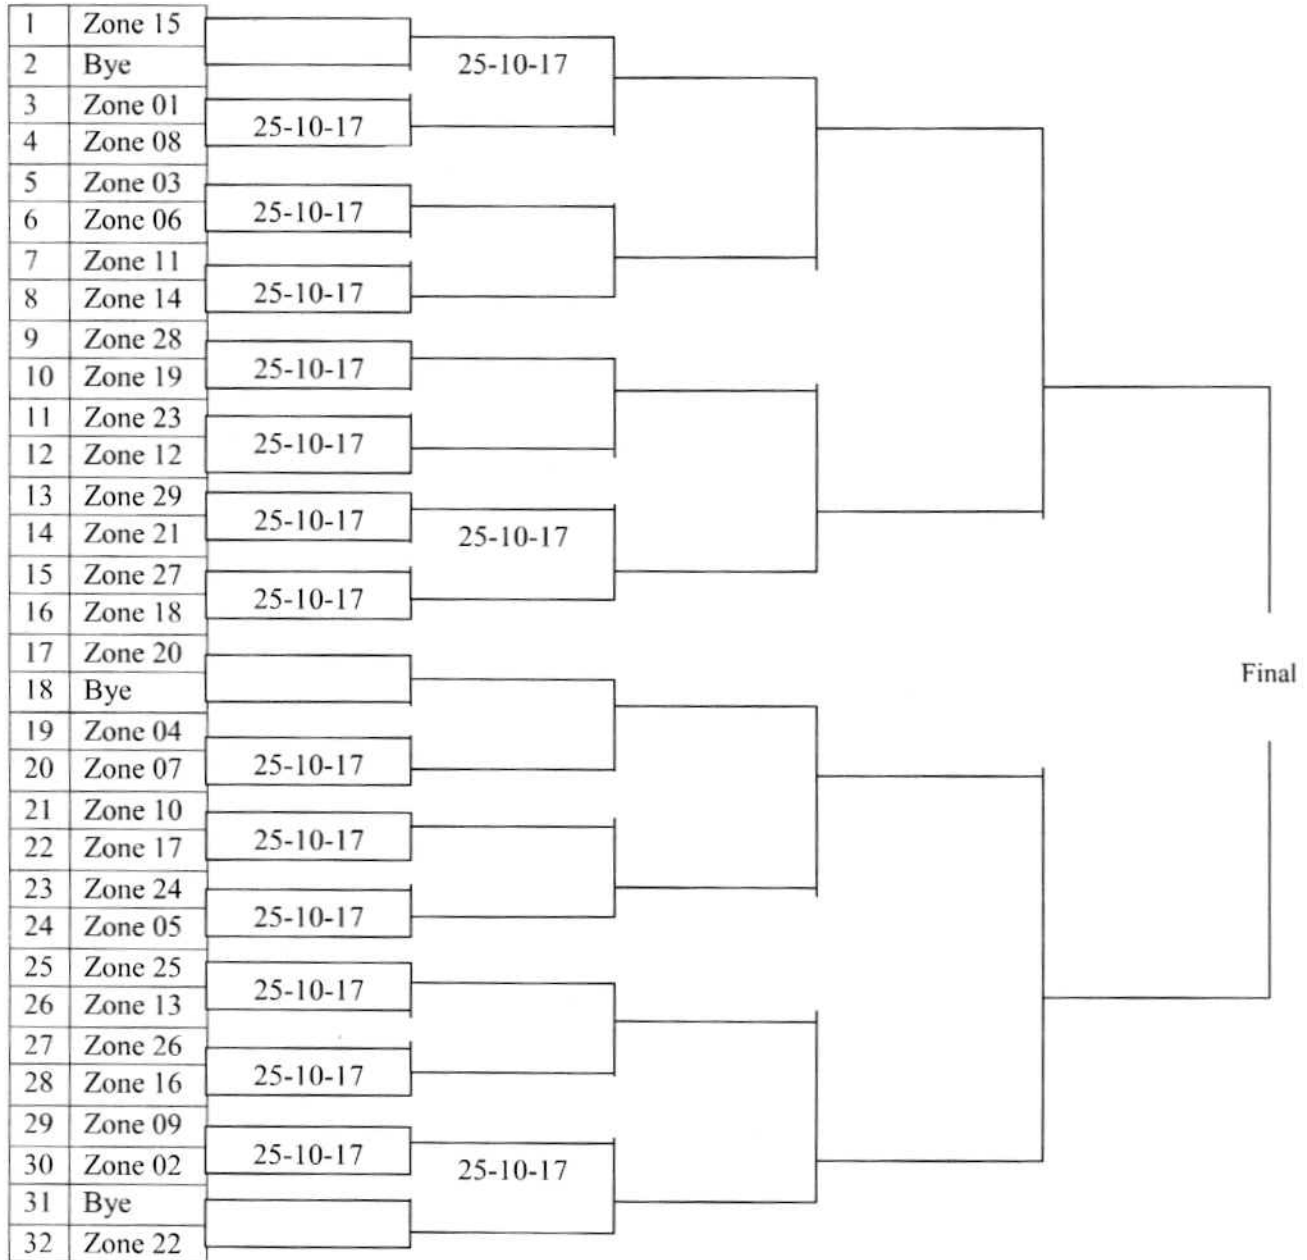 1 Zone 15
2 Bye
25-10-17
3 Zone 01
25-10-17
4 Zone 08
5 Zone 03
25-10-17
6 Zone 06
7 Zone 11
25-10-17
8 Zone 14
9 Zone 28
25-10-17
10 Zone 19
11 Zone 23
25-10-17
12 Zone 12
13 Zone 29
25-10-17
14 Zone 21
25-10-17
15 Zone 27
25-10-17
16 Zone 18
17 Zone 20
Final
18 Bye
19 Zone 04
25-10-17
20 Zone 07
21 Zone 10
25-10-17
22 Zone 17
23 Zone 24
25-10-17
24 Zone 05
25 Zone 25
25-10-17
26 Zone 13
27 Zone 26
25-10-17
28 Zone 16
29 Zone 09
25-10-17
30 Zone 02
25-10-17
31 Bye
32 Zone 22